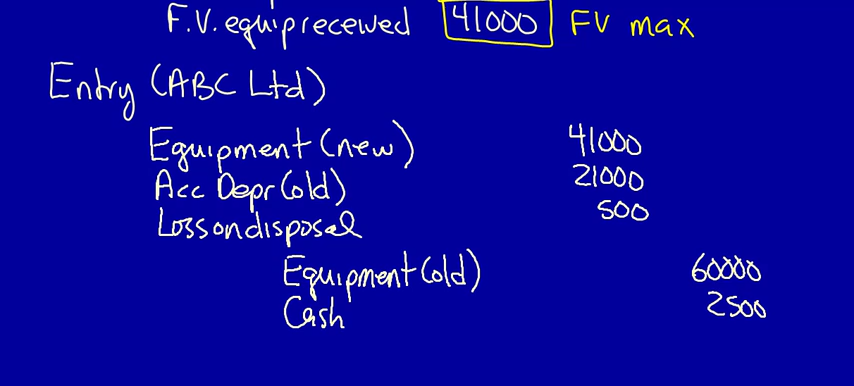 F.V. equip recewed 41000 FV max
Entry (ABC Ltd)
Equipment (new) 41000
Acc Depr (old) 21000
Loss on disposal 500
Equipment (old) 60000
Cash 2500